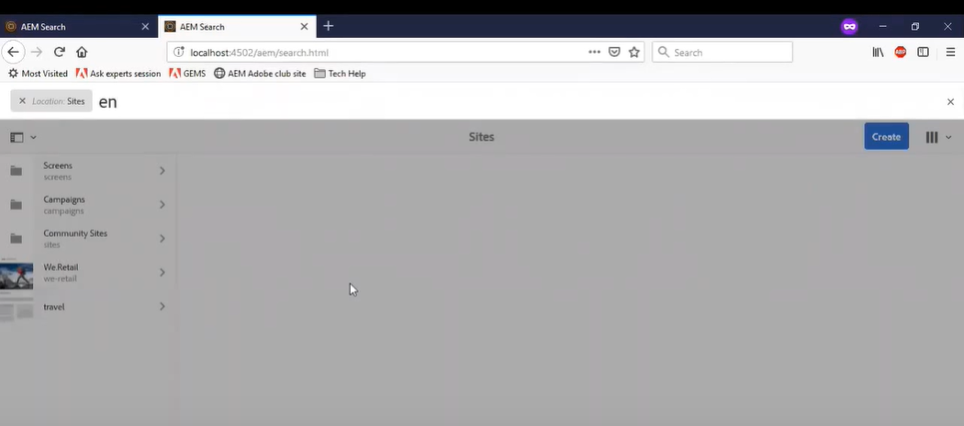 AEM Search
AEM Search
localhost:4502/aem/search.html
Search
Most Visited
Ask experts session
GEMS
AEM Adobe club site
Tech Help
Location: Sites
en
Sites
Create
Screens
screens
Campaigns
campaigns
Community Sites
sites
We.Retail
we-retail
travel